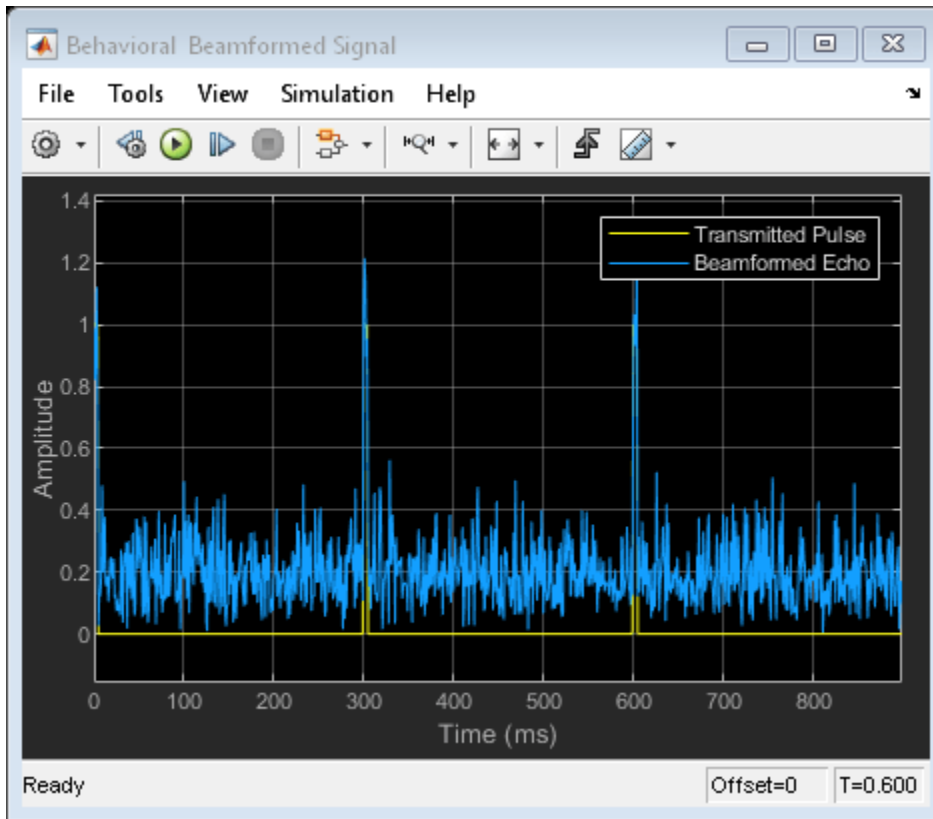 Behavioral Beamformed Signal
File Tools View Simulation Help
Transmitted Pulse
Beamformed Echo
1.4
1.2
1
0.8
0.6
0.4
0.2
0
Amplitude
0 100 200 300 400 500 600 700 800
Time (ms)
Ready Offset=0 T=0.600